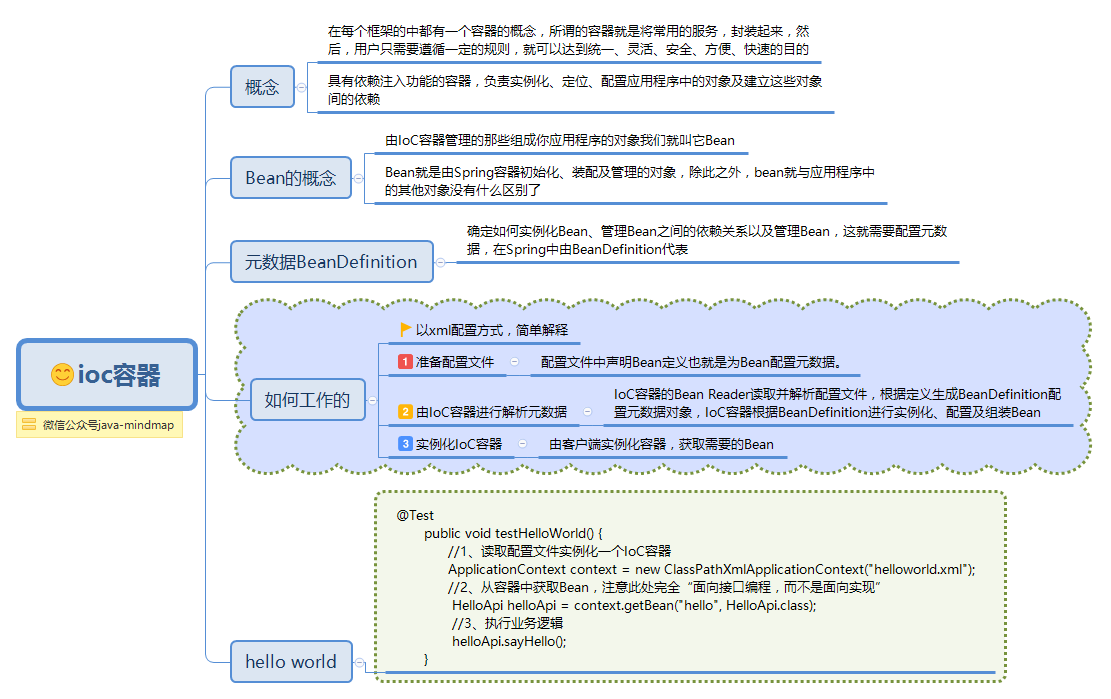 在每个框架的中都有一个容器的概念，所谓的容器就是将常用的服务，封装起来，然
后，用户只需要遵循一定的规则，就可以达到统一、灵活、安全、方便、快速的目的
概念
具有依赖注入功能的容器，负责实例化、定位、配置应用程序中的对象及建立这些对象
间的依赖
由IoC容器管理的那些组成你应用程序的对象我们就叫它Bean
Bean的概念
Bean就是由Spring容器初始化、装配及管理的对象，除此之外，bean就与应用程序中
的其他对象没有什么区别了
元数据BeanDefinition
确定如何实例化Bean、管理Bean之间的依赖关系以及管理Bean，这就需要配置元数
据，在Spring中由BeanDefinition代表
ioc容器
微信公众号java-mindmap
如何工作的
以xml配置方式，简单解释
1 准备配置文件
配置文件中声明Bean定义也就是为Bean配置元数据。
2 由IoC容器进行解析元数据
IoC容器的Bean Reader读取并解析配置文件，根据定义生成BeanDefinition配
置元数据对象，IoC容器根据BeanDefinition进行实例化、配置及组装Bean
3 实例化IoC容器
由客户端实例化容器，获取需要的Bean
hello world
@Test
public void testHelloWorld() {
//1、读取配置文件实例化一个IoC容器
ApplicationContext context = new ClassPathXmlApplicationContext("helloworld.xml");
//2、从容器中获取Bean，注意此处完全“面向接口编程，而不是面向实现”
HelloApi helloApi = context.getBean("hello", HelloApi.class);
//3、执行业务逻辑
helloApi.sayHello();
}